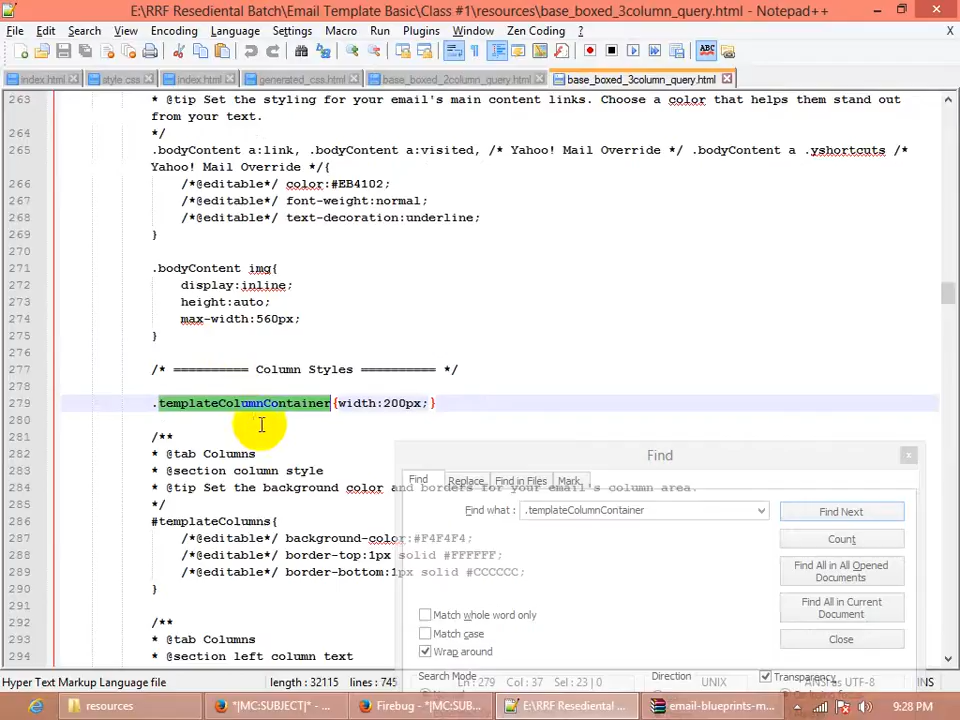 E:\RRF Resediental Batch\Email Template Basic\Class #1\resources\base_boxed_3column_query.html - Notepad++
File Edit Search View Encoding Language Settings Macro Run Plugins Window Zen Coding ? X
index.html style.css index.html generated_css.html base_boxed_2column_query.html base_boxed_3column_query.html
263 * @tip Set the styling for your email's main content links. Choose a color that helps them stand out
from your text.
264 */
265 .bodyContent a:link, .bodyContent a:visited, /* Yahoo! Mail Override */ .bodyContent a .yshortcuts /*
Yahoo! Mail Override */{
266 /*@editable*/ color:#EB4102;
267 /*@editable*/ font-weight:normal;
268 /*@editable*/ text-decoration:underline;
269 }
270
271 .bodyContent img{
272 display:inline;
273 height:auto;
274 max-width:560px;
275 }
276
277 /* ========== Column Styles ========== */
278
279 .templateColumnContainer{width:200px;}
280
281 /**
282 * @tab Columns
283 * @section column style
284 * @tip Set the background color and borders for your email's column area.
285 */
286 #templateColumns{
287 /*@editable*/ background-color:#F4F4F4;
288 /*@editable*/ border-top:1px solid #FFFFFF;
289 /*@editable*/ border-bottom:1px solid #CCCCCC;
290 }
291
292 /**
293 * @tab Columns
294 * @section left column text
Find
Find Replace Find in Files Mark
Find what : .templateColumnContainer
Find Next
Count
Find All in All Opened Documents
Find All in Current Document
Close
Match whole word only
Match case
Wrap around
Search Mode
Direction
Transparency
Hyper Text Markup Language file length : 32115 lines : 745 Ln : 279 Col : 37 Sel : 23 | 0 UNIX ANSI as UTF-8 INS
resources *|MC:SUBJECT|* - ... Firebug - *|MC:SUB... E:\RRF Resedential ... email-blueprints-m... 9:28 PM